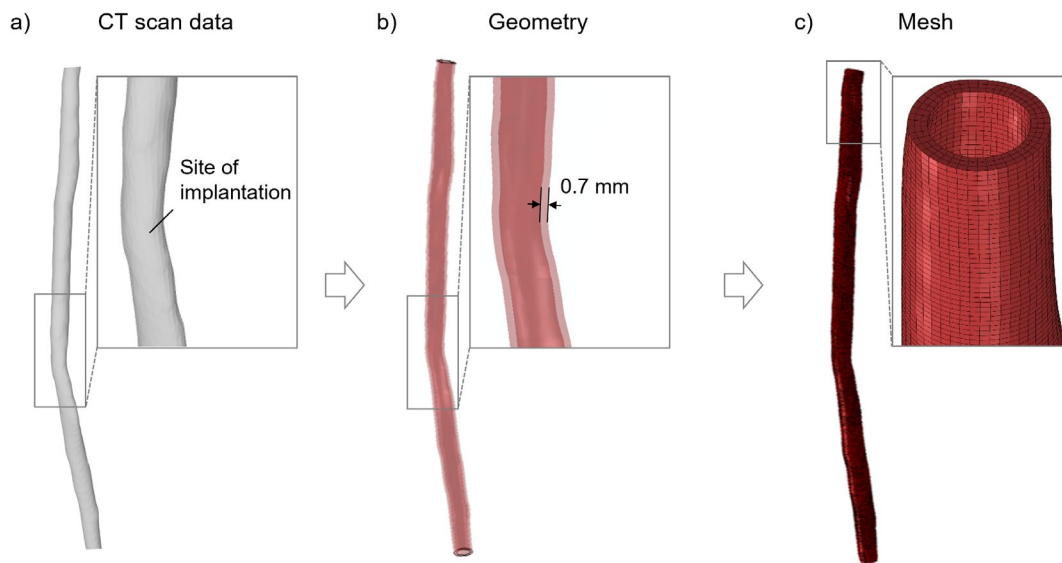 a) CT scan data
b) Geometry
c) Mesh
Site of
implantation
0.7 mm